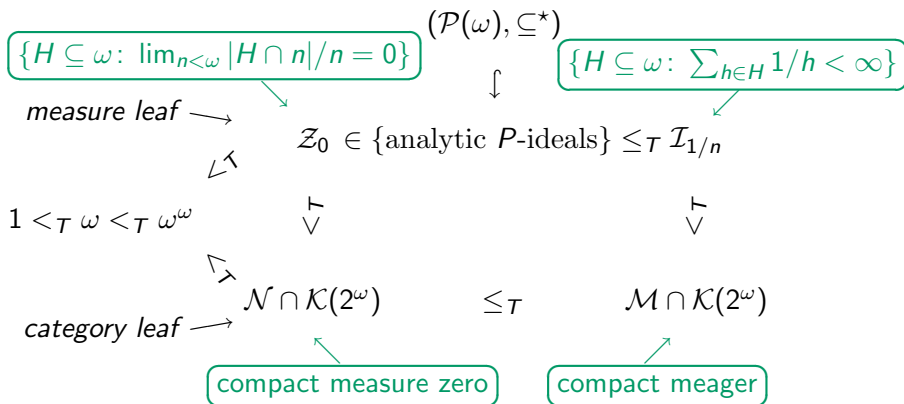 (𝒫(ω), ⊆⋆)
{H ⊆ ω: lim_{n<ω} |H ∩ n|/n = 0}
{H ⊆ ω: ∑_{h∈H} 1/h < ∞}
measure leaf
𝒵₀ ∈ {analytic P-ideals} ≤_T ℐ_{1/n}
<_T
1 <_T ω <_T ω^ω
<_T
<_T
<_T
𝒩 ∩ 𝒦(2^ω) ≤_T ℳ ∩ 𝒦(2^ω)
category leaf
compact measure zero
compact meager